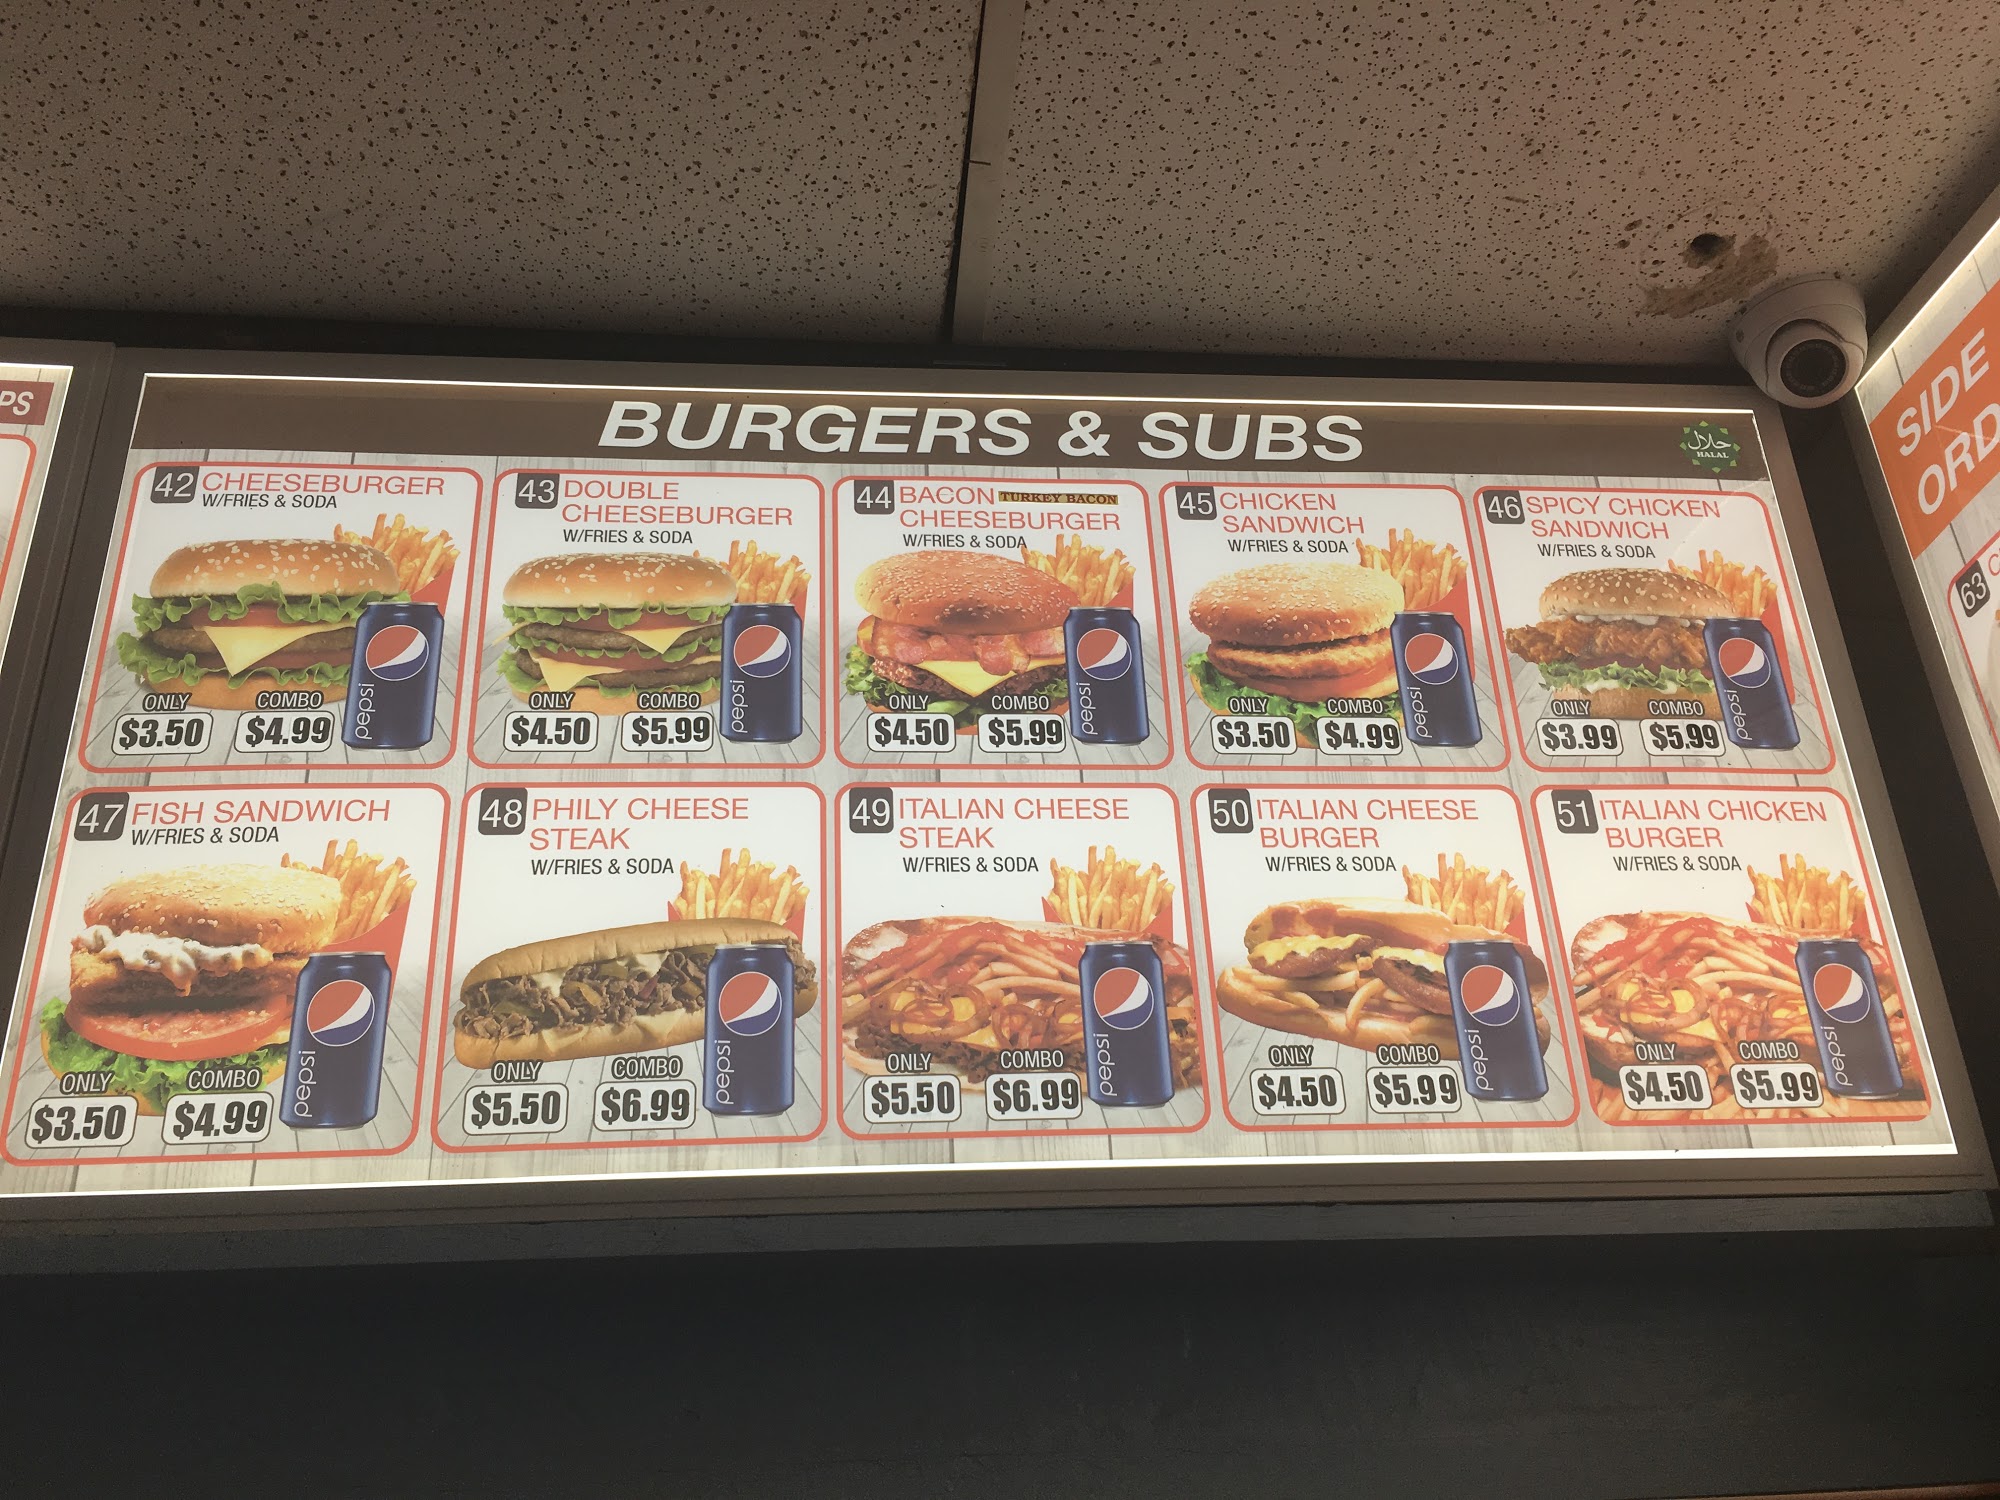 PS
BURGERS & SUBS
حلال
HALAL
SIDE
ORD
42 CHEESEBURGER
W/FRIES & SODA
pepsi
ONLY COMBO
$3.50 $4.99
43 DOUBLE
CHEESEBURGER
W/FRIES & SODA
pepsi
ONLY COMBO
$4.50 $5.99
44 BACON TURKEY BACON
CHEESEBURGER
W/FRIES & SODA
pepsi
ONLY COMBO
$4.50 $5.99
45 CHICKEN
SANDWICH
W/FRIES & SODA
pepsi
ONLY COMBO
$3.50 $4.99
46 SPICY CHICKEN
SANDWICH
W/FRIES & SODA
pepsi
ONLY COMBO
$3.99 $5.99
63 C
47 FISH SANDWICH
W/FRIES & SODA
pepsi
ONLY COMBO
$3.50 $4.99
48 PHILY CHEESE
STEAK
W/FRIES & SODA
pepsi
ONLY COMBO
$5.50 $6.99
49 ITALIAN CHEESE
STEAK
W/FRIES & SODA
pepsi
ONLY COMBO
$5.50 $6.99
50 ITALIAN CHEESE
BURGER
W/FRIES & SODA
pepsi
ONLY COMBO
$4.50 $5.99
51 ITALIAN CHICKEN
BURGER
W/FRIES & SODA
pepsi
ONLY COMBO
$4.50 $5.99